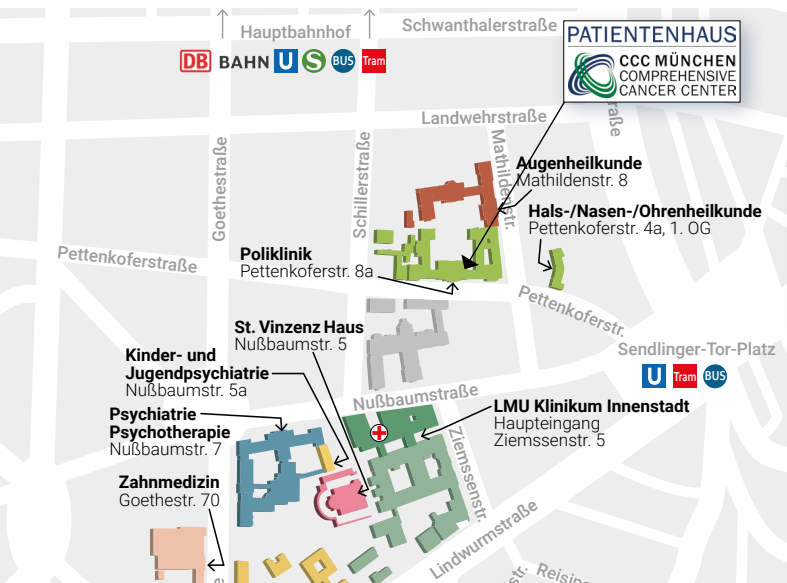 Hauptbahnhof
DB BAHN U S BUS Tram
Schwanthalerstraße
PATIENTENHAUS
CCC MÜNCHEN
COMPREHENSIVE
CANCER CENTER
raße
Landwehrstraße
Goethestraße
Schillerstraße
Mathildenstr.
Augenheilkunde
Mathildenstr. 8
Hals-/Nasen-/Ohrenheilkunde
Pettenkoferstr. 4a, 1. OG
Pettenkoferstraße
Poliklinik
Pettenkoferstr. 8a
Pettenkoferstr.
St. Vinzenz Haus
Nußbaumstr. 5
Sendlinger-Tor-Platz
U Tram BUS
Kinder- und
Jugendpsychiatrie
Nußbaumstr. 5a
Nußbaumstraße
LMU Klinikum Innenstadt
Haupteingang
Ziemssenstr. 5
Psychiatrie
Psychotherapie
Nußbaumstr. 7
Ziemssenstr.
Zahnmedizin
Goethestr. 70
Lindwurmstraße
str.
Reising
e